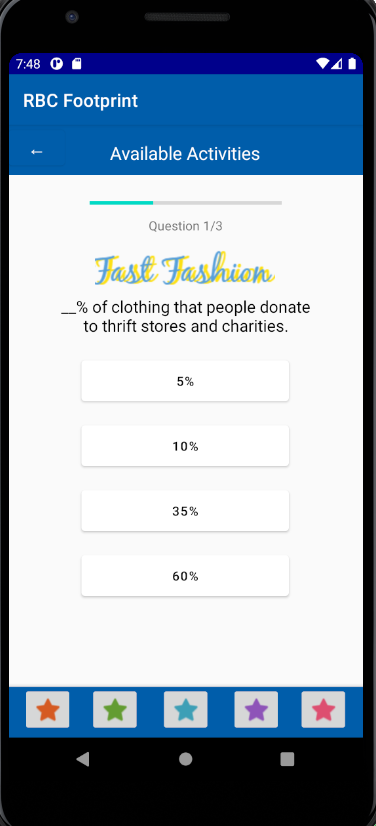 7:48
RBC Footprint
←
Available Activities
Question 1/3
Fast Fashion
__% of clothing that people donate
to thrift stores and charities.
5%
10%
35%
60%